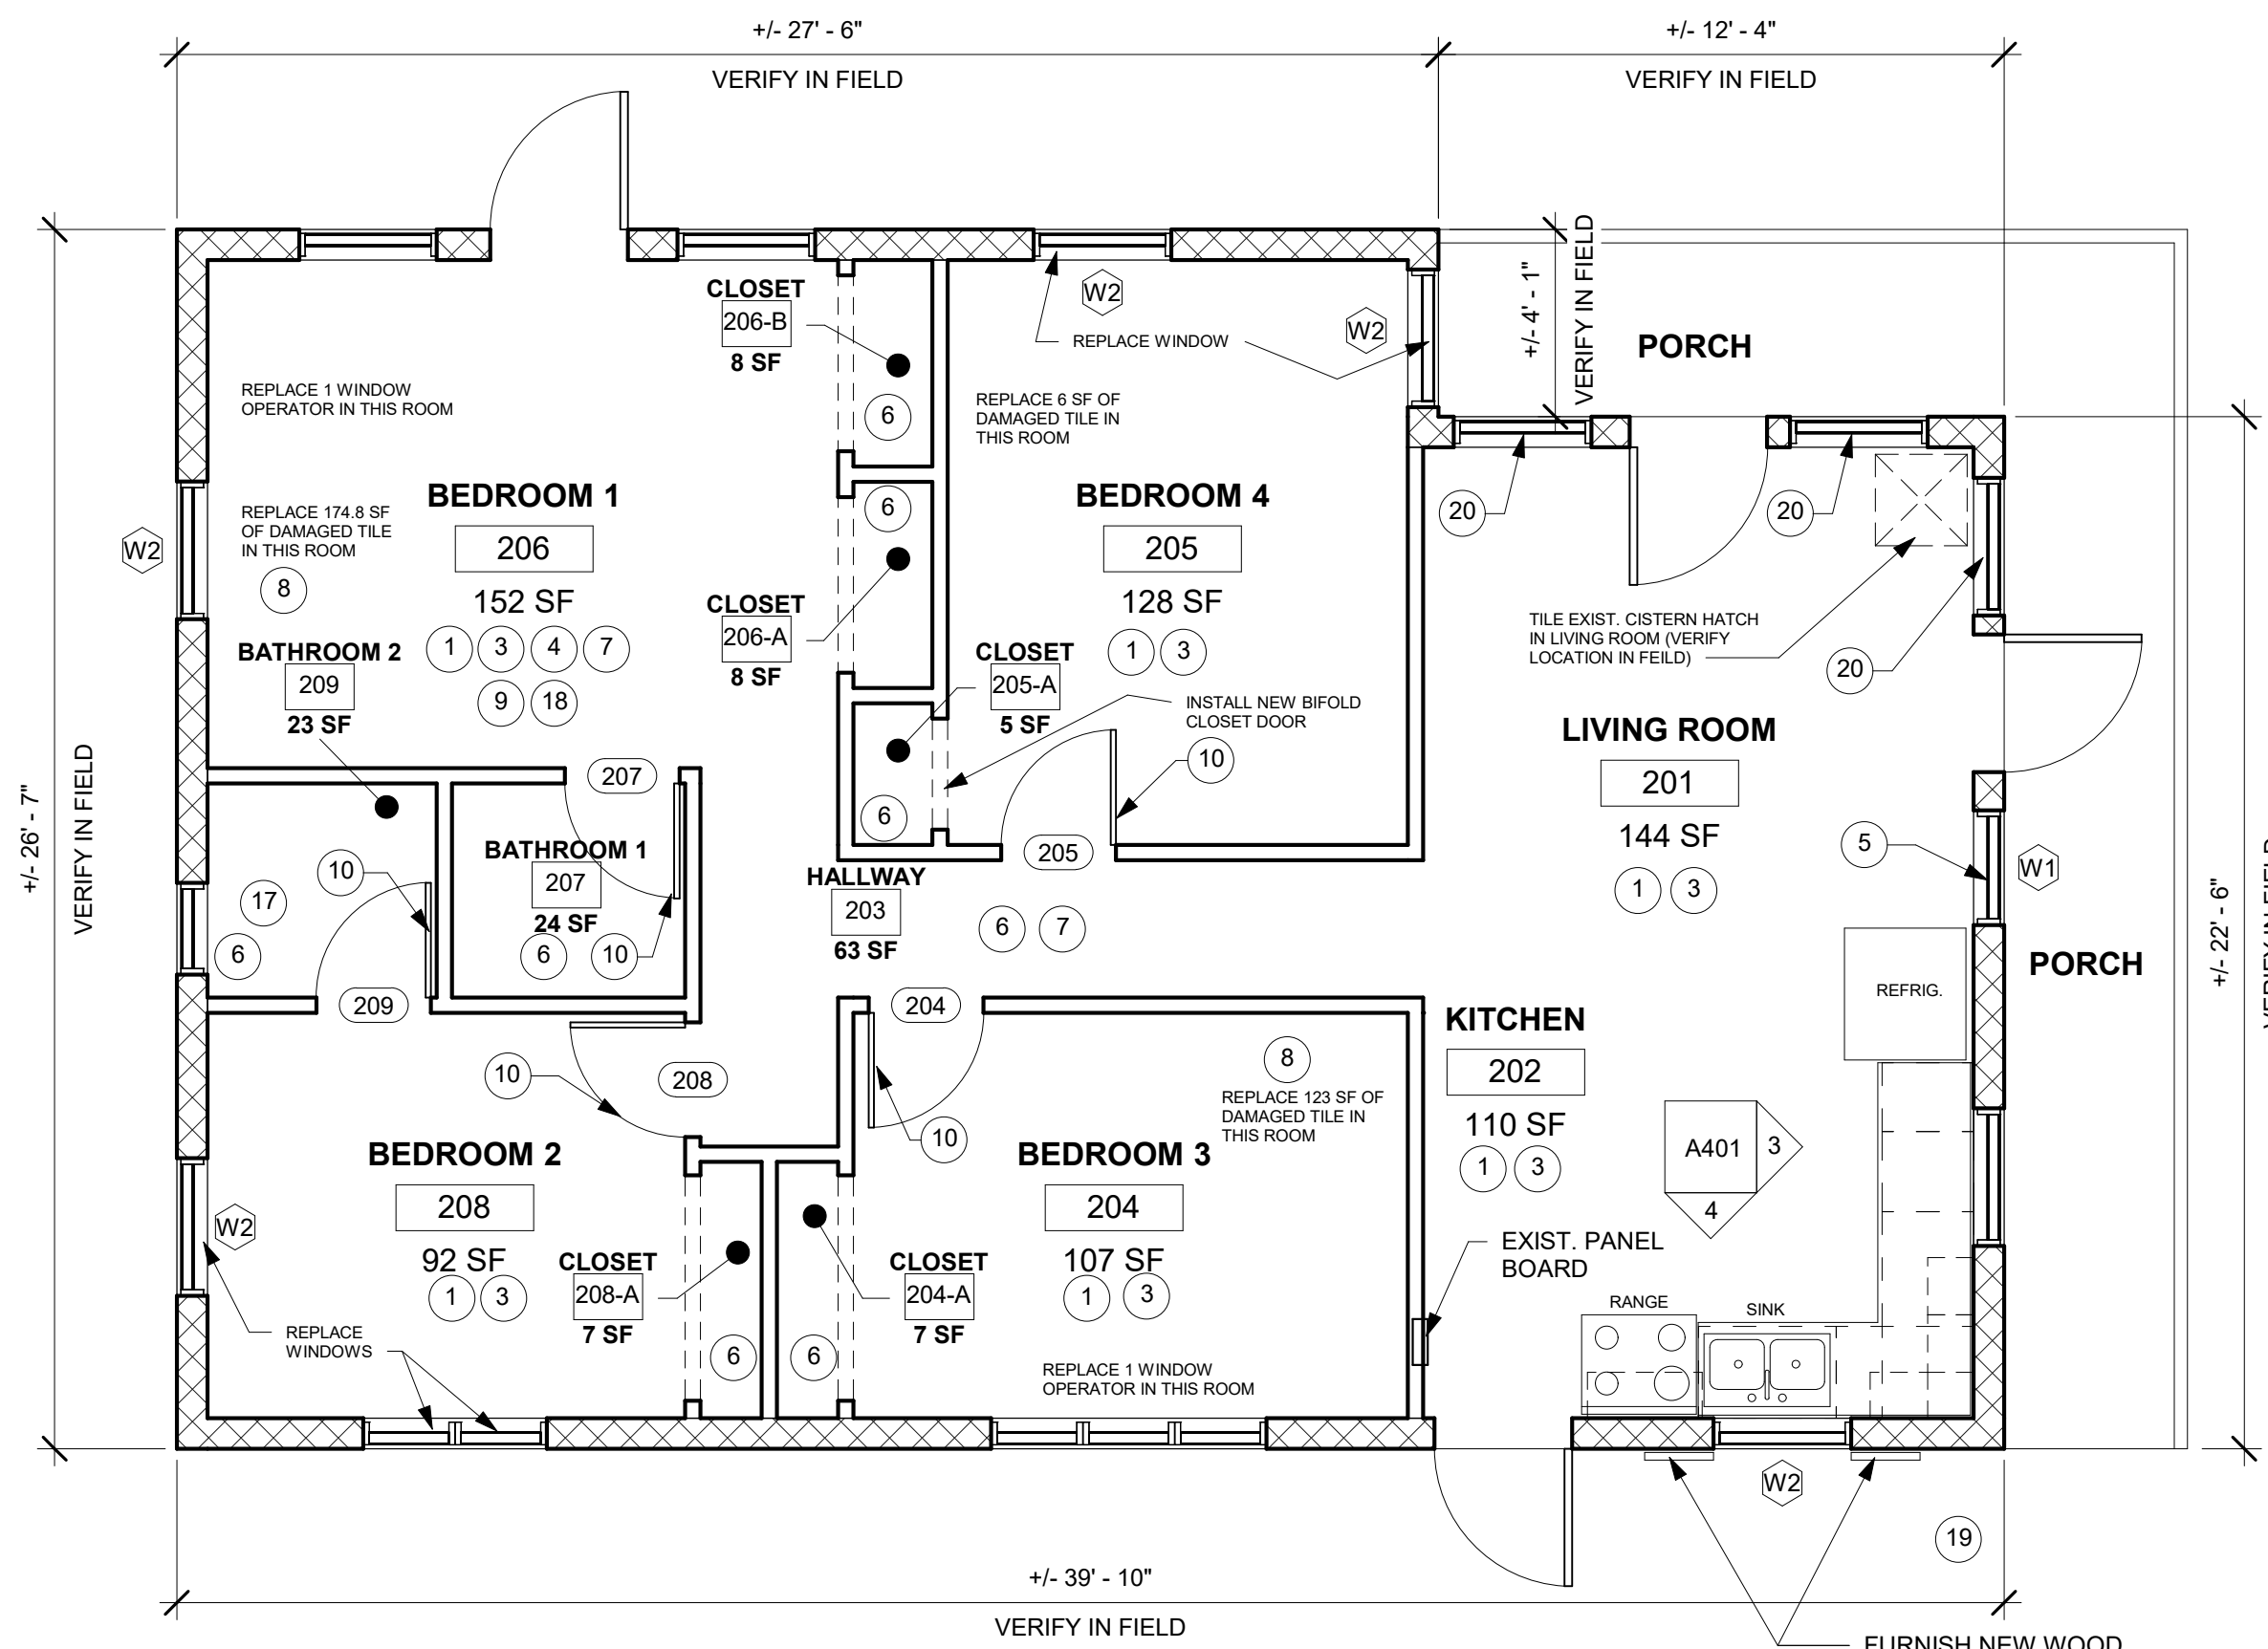 +/- 27' - 6"
VERIFY IN FIELD
+/- 12' - 4"
VERIFY IN FIELD
+/- 4' - 1"
VERIFY IN FIELD
CLOSET
206-B
8 SF
6
W2
REPLACE WINDOW
W2
PORCH
REPLACE 1 WINDOW
OPERATOR IN THIS ROOM
REPLACE 6 SF OF
DAMAGED TILE IN
THIS ROOM
BEDROOM 1
206
152 SF
1
3
4
7
9
18
REPLACE 174.8 SF
OF DAMAGED TILE
IN THIS ROOM
8
W2
6
CLOSET
206-A
8 SF
BEDROOM 4
205
128 SF
1
3
20
20
TILE EXIST. CISTERN HATCH
IN LIVING ROOM (VERIFY
LOCATION IN FEILD)
20
BATHROOM 2
209
23 SF
CLOSET
205-A
5 SF
INSTALL NEW BIFOLD
CLOSET DOOR
10
6
LIVING ROOM
201
144 SF
1
3
5
W1
+/- 26' - 7"
VERIFY IN FIELD
207
BATHROOM 1
207
24 SF
6
10
10
17
6
205
HALLWAY
203
63 SF
6
7
REFRIG.
PORCH
+/- 22' - 6"
VERIFY IN FIELD
209
204
KITCHEN
202
110 SF
1
3
10
208
8
REPLACE 123 SF OF
DAMAGED TILE IN
THIS ROOM
10
A401
3
4
BEDROOM 2
208
92 SF
1
3
W2
BEDROOM 3
204
107 SF
1
3
CLOSET
208-A
7 SF
CLOSET
204-A
7 SF
EXIST. PANEL
BOARD
RANGE
SINK
REPLACE
WINDOWS
6
6
REPLACE 1 WINDOW
OPERATOR IN THIS ROOM
W2
19
+/- 39' - 10"
VERIFY IN FIELD
FURNISH NEW WOOD